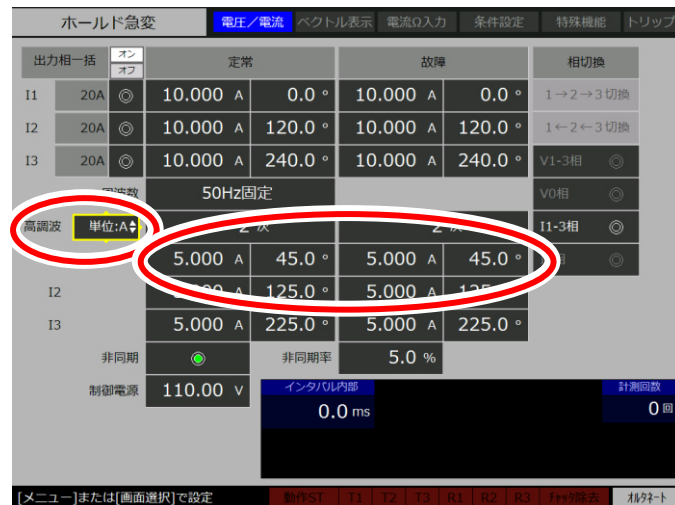 ホールド急変 電圧／電流 ベクトル表示 電流Ω入力 条件設定 特殊機能 トリップ
出力相一括 オン オフ 定常 故障 相切換
I1 20A 10.000 A 0.0 ° 10.000 A 0.0 ° 1→2→3切換
I2 20A 10.000 A 120.0 ° 10.000 A 120.0 ° 1←2←3切換
I3 20A 10.000 A 240.0 ° 10.000 A 240.0 ° V1-3相
波数 50Hz固定 V0相
高調波 単位:A 次 I1-3相
5.000 A 45.0 ° 5.000 A 45.0 °
I2 5.000 A
I3 5.000 A 225.0 ° 5.000 A 225.0 °
非同期 非同期率 5.0 %
制御電源 110.00 V インタバル内部 計測回数
0.0 ms 0 回
[メニュー]または[画面選択]で設定 動作ST T1 T2 T3 R1 R2 R3 ﾁｬｯﾀ除去 ｵﾙﾀﾈｰﾄ